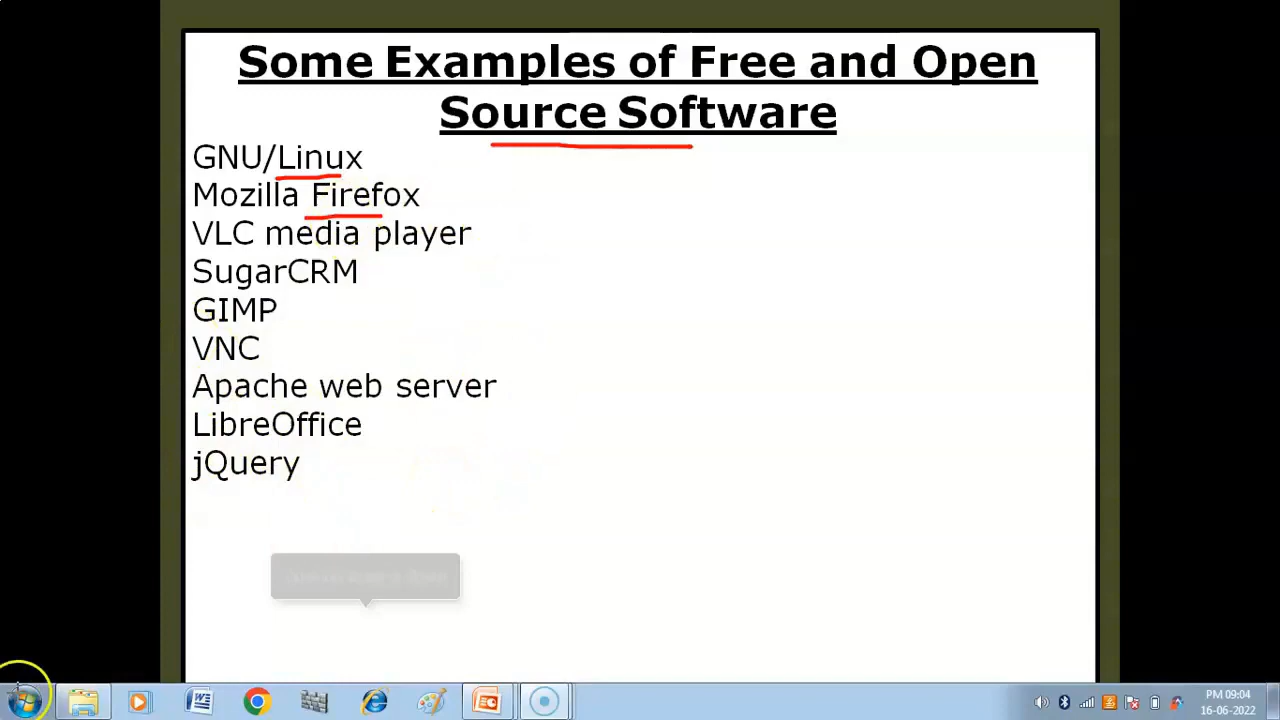 Some Examples of Free and Open
Source Software
GNU/Linux
Mozilla Firefox
VLC media player
SugarCRM
GIMP
VNC
Apache web server
LibreOffice
jQuery
PM 09:04
16-06-2022